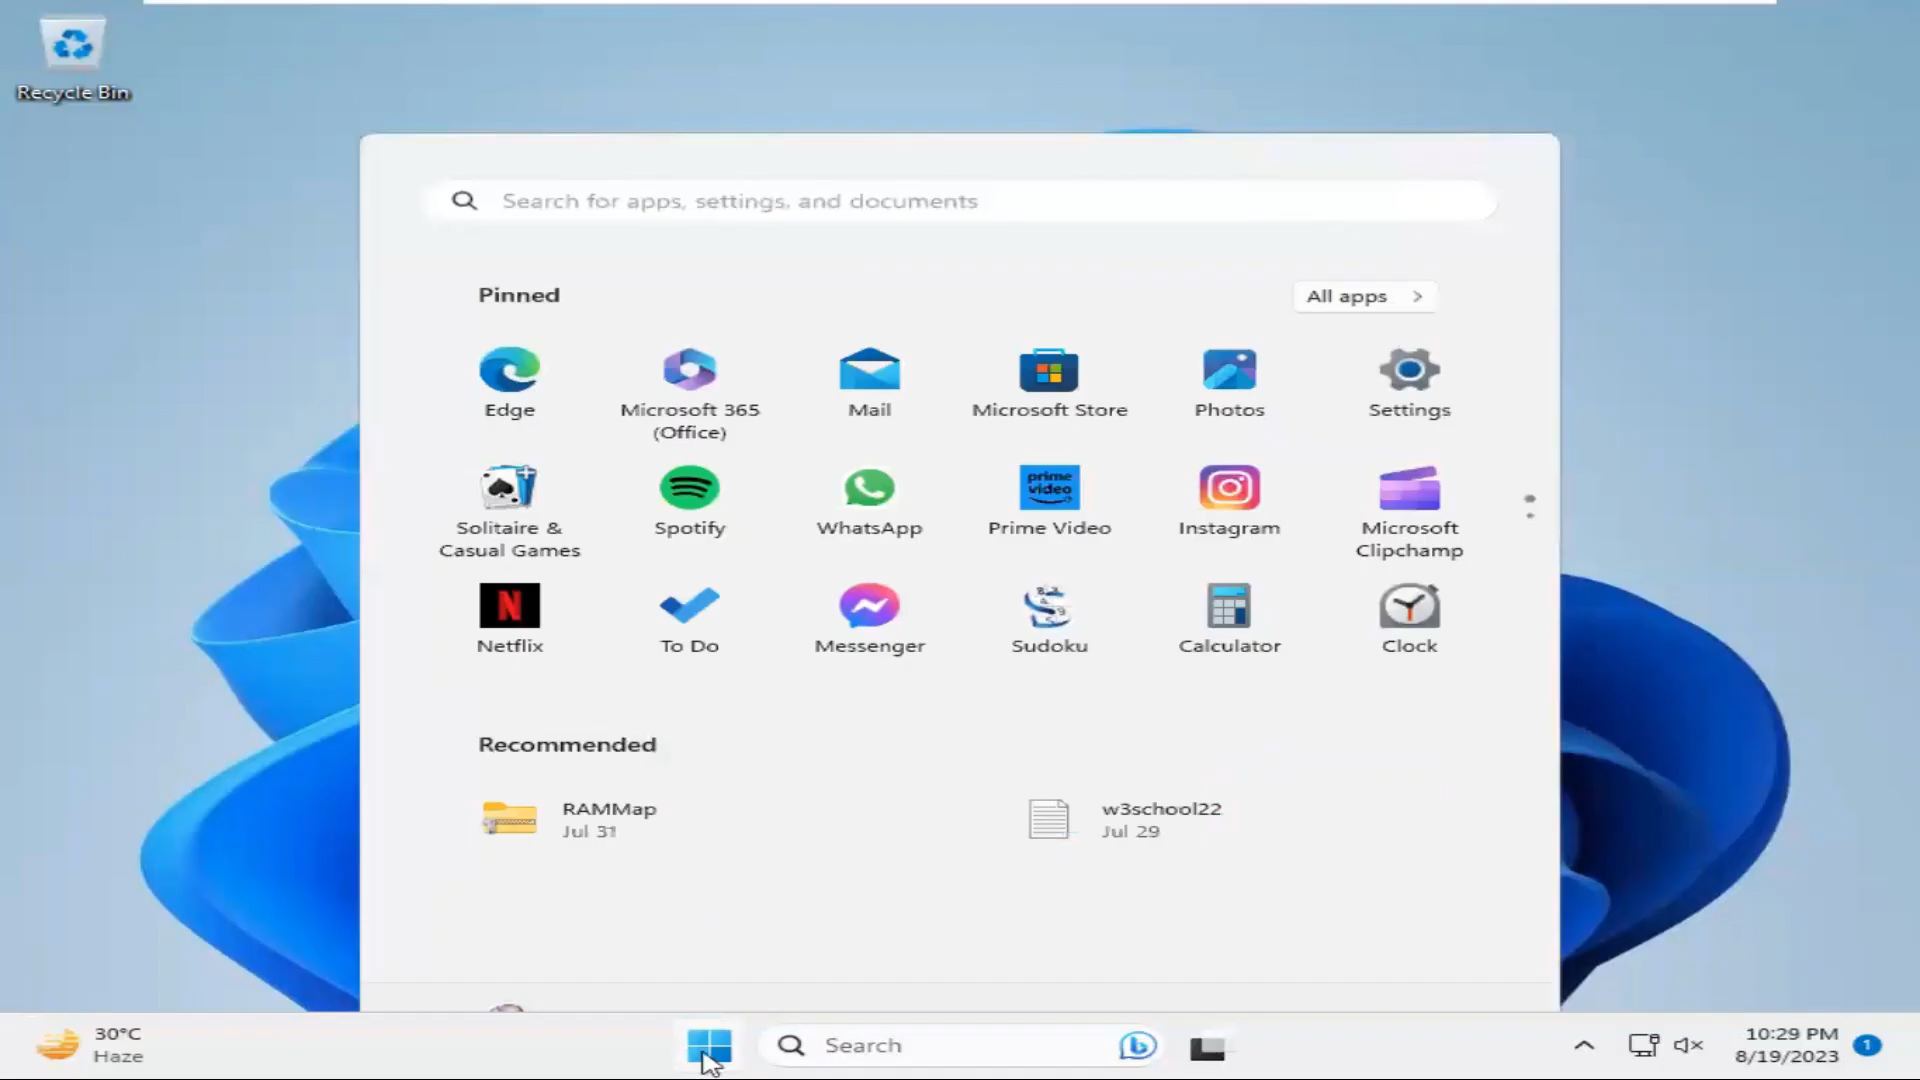 Recycle Bin
Search for apps, settings, and documents
Pinned
All apps
Edge
Microsoft 365
(Office)
Mail
Microsoft Store
Photos
Settings
Solitaire &
Casual Games
Spotify
WhatsApp
prime
video
Prime Video
Instagram
Microsoft
Clipchamp
N
Netflix
To Do
Messenger
Sudoku
Calculator
Clock
Recommended
RAMMap
Jul 31
w3school22
Jul 29
30°C
Haze
Search
10:29 PM
8/19/2023
1